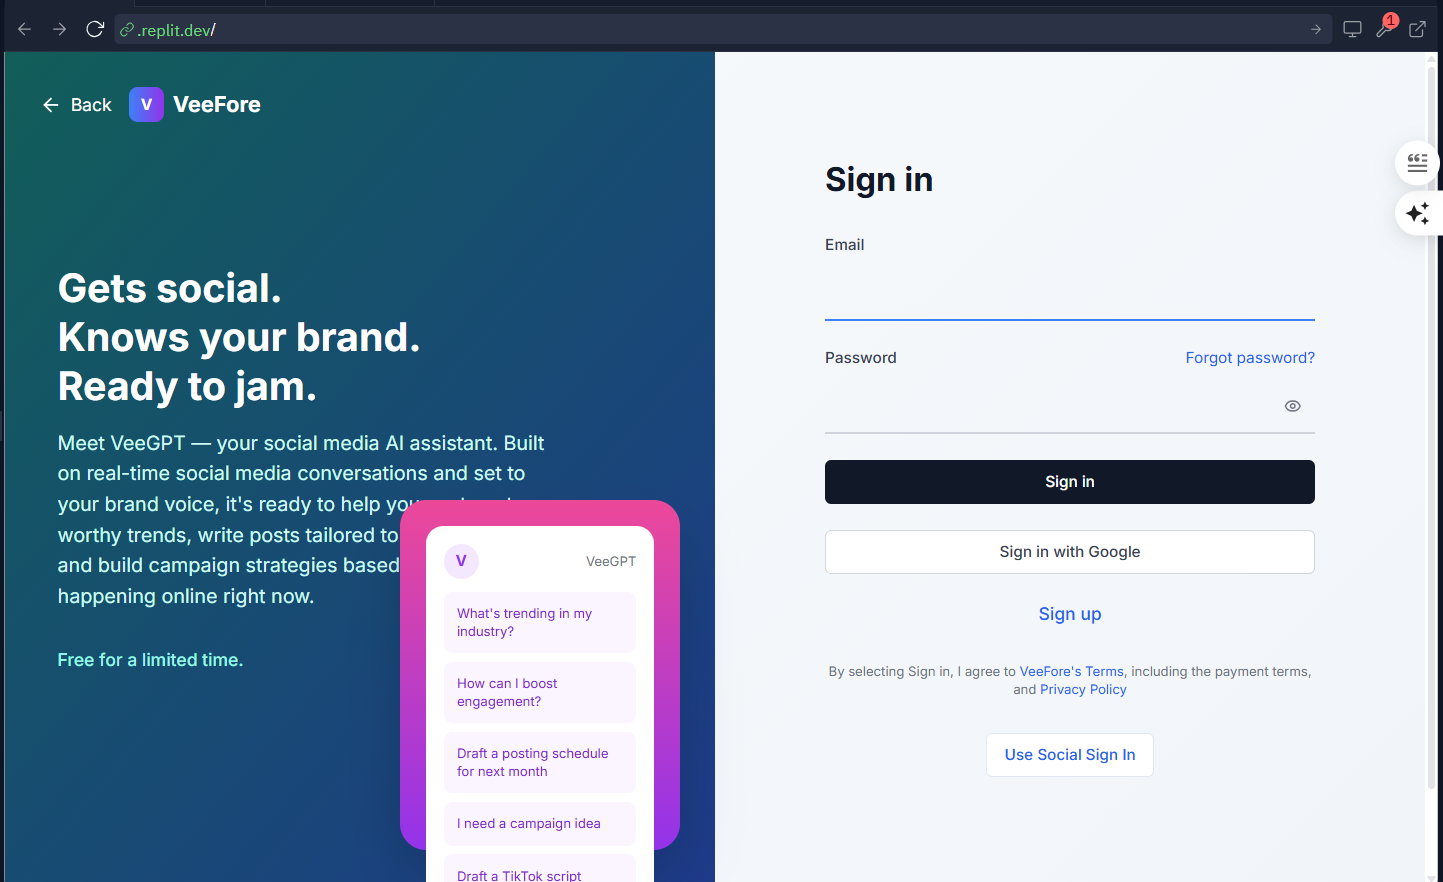 .replit.dev/
1
Back
V
VeeFore
Gets social.
Knows your brand.
Ready to jam.
Meet VeeGPT — your social media AI assistant. Built
on real-time social media conversations and set to
your brand voice, it's ready to help you
worthy trends, write posts tailored to
and build campaign strategies based
happening online right now.
Free for a limited time.
V
VeeGPT
What's trending in my
industry?
How can I boost
engagement?
Draft a posting schedule
for next month
I need a campaign idea
Draft a TikTok script
Sign in
Email
Password
Forgot password?
Sign in
Sign in with Google
Sign up
By selecting Sign in, I agree to VeeFore's Terms, including the payment terms,
and Privacy Policy
Use Social Sign In